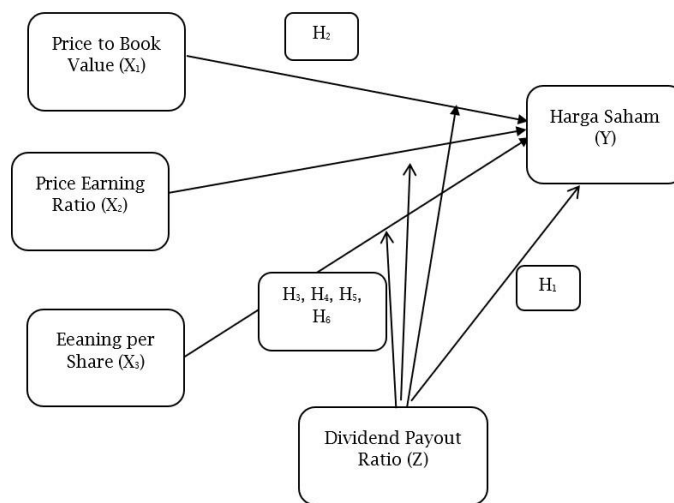 H₂
Price to Book
Value (X₁)
Harga Saham
(Y)
Price Earning
Ratio (X₂)
H₁
H₃, H₄, H₅,
H₆
Eeaning per
Share (X₃)
Dividend Payout
Ratio (Z)